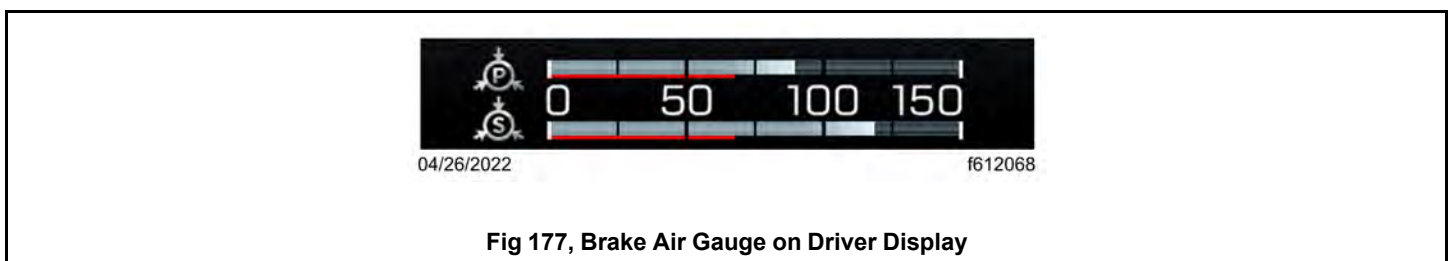 P
0 50 100 150
S
04/26/2022 f612068
Fig 177, Brake Air Gauge on Driver Display